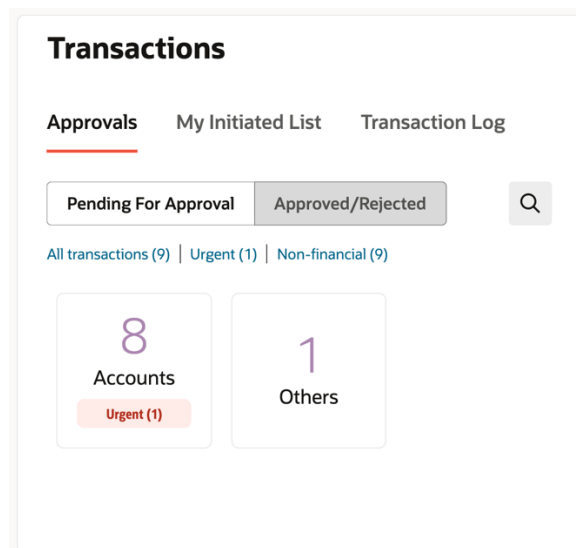 Transactions
Approvals My Initiated List Transaction Log
Pending For Approval Approved/Rejected
All transactions (9) | Urgent (1) | Non-financial (9)
8
Accounts
Urgent (1)
1
Others